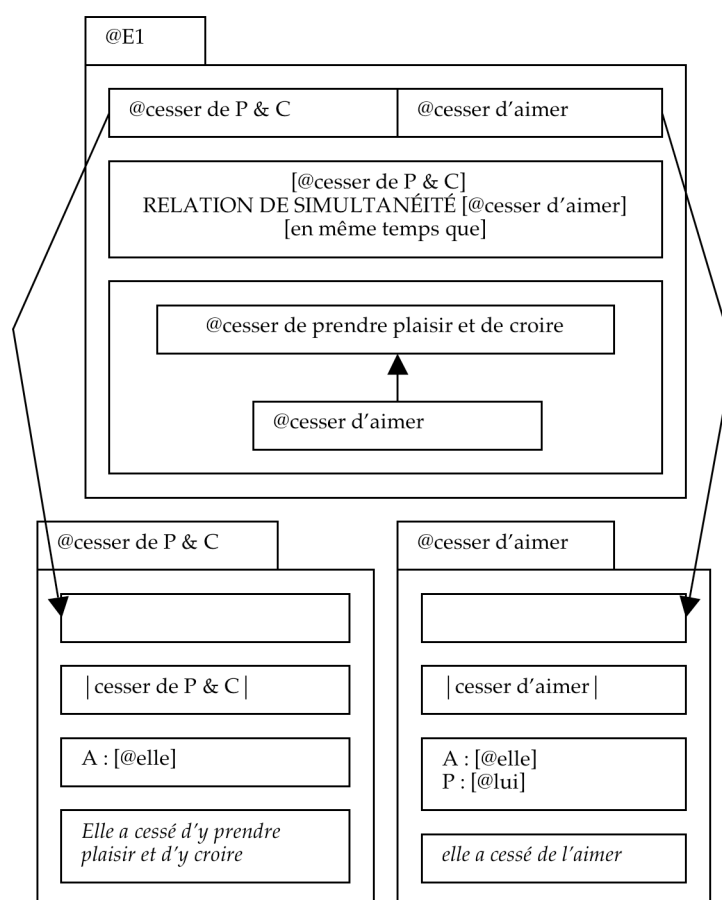 @E1
@cesser de P & C
@cesser d’aimer
[@cesser de P & C]
RELATION DE SIMULTANÉITÉ [@cesser d’aimer]
[en même temps que]
@cesser de prendre plaisir et de croire
@cesser d’aimer
@cesser de P & C
|cesser de P & C|
A : [@elle]
Elle a cessé d’y prendre
plaisir et d’y croire
@cesser d’aimer
|cesser d’aimer|
A : [@elle]
P : [@lui]
elle a cessé de l’aimer